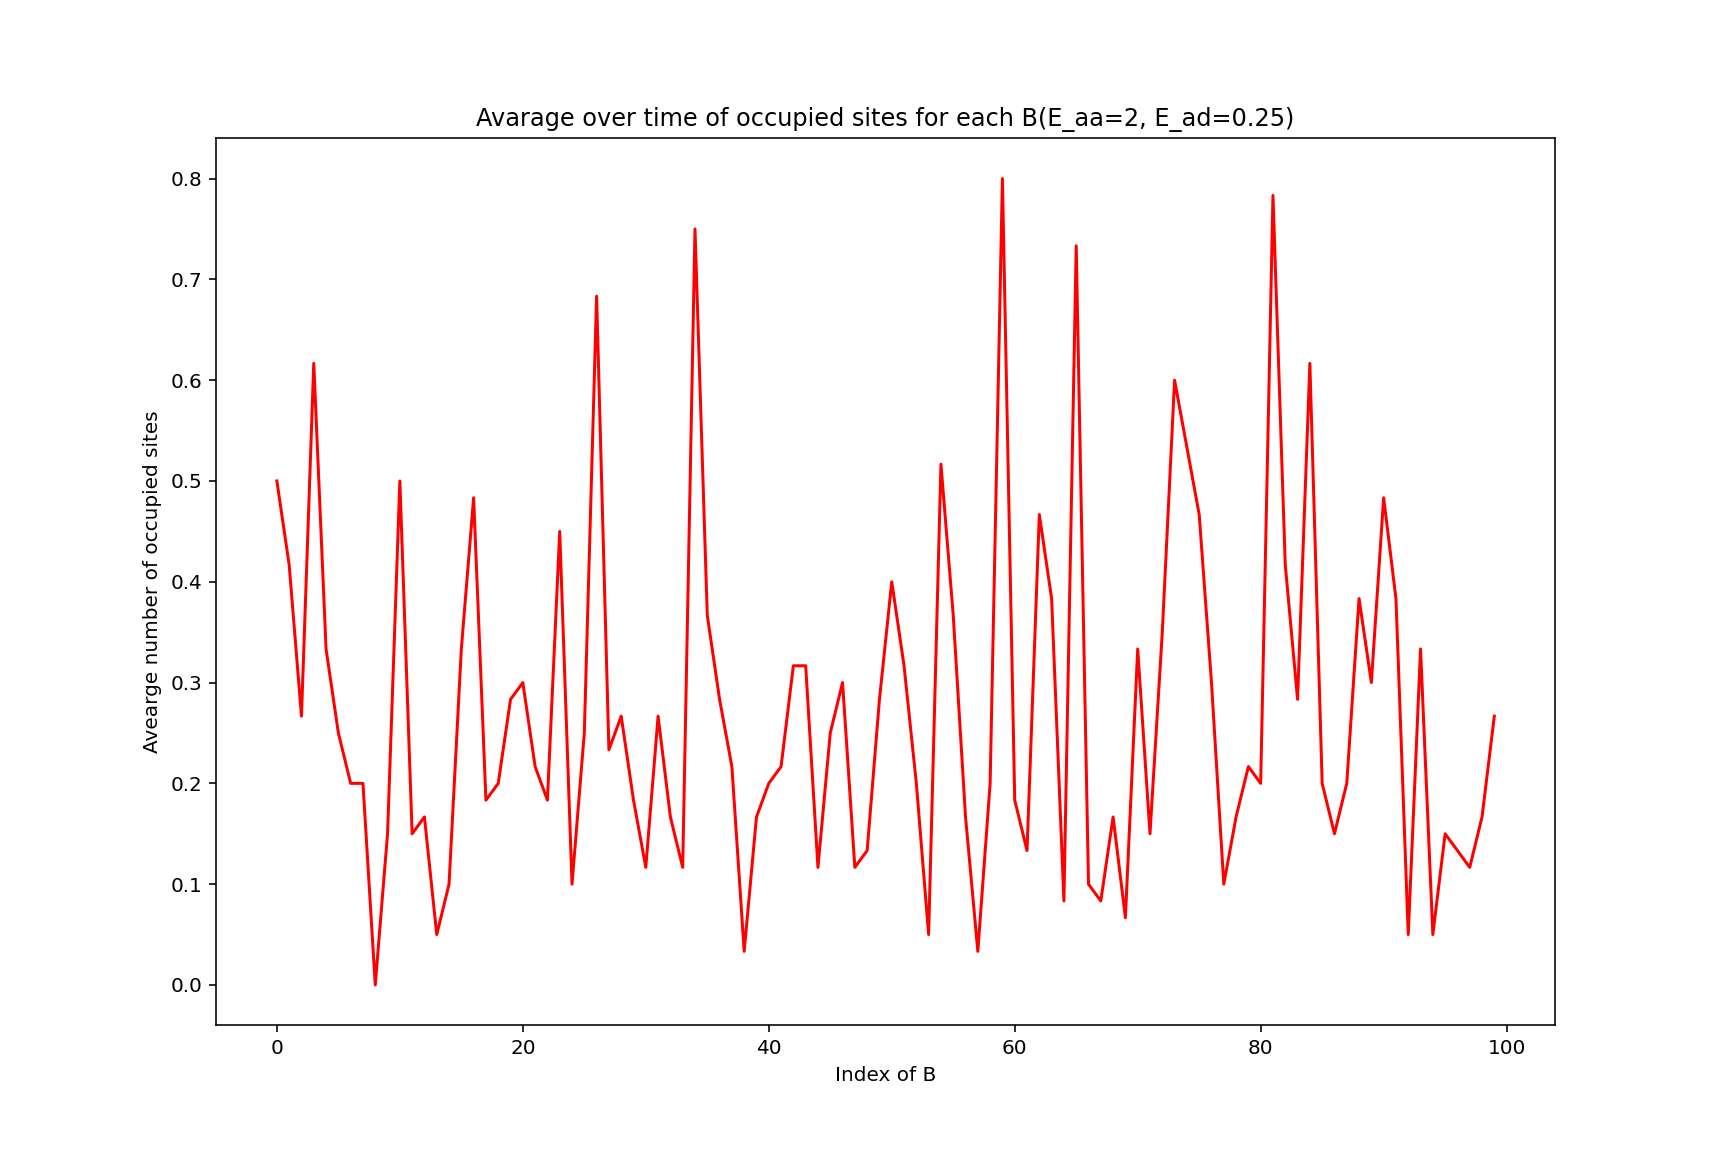 Avarage over time of occupied sites for each B(E_aa=2, E_ad=0.25)
Avearge number of occupied sites
0.8
0.7
0.6
0.5
0.4
0.3
0.2
0.1
0.0
0 20 40 60 80 100
Index of B